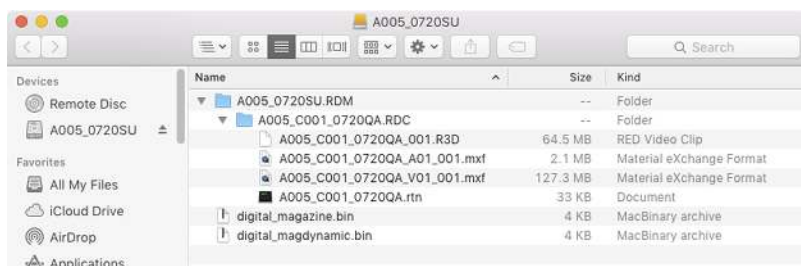 A005_0720SU
Search
Devices
Remote Disc
A005_0720SU
Favorites
All My Files
iCloud Drive
AirDrop
Applications
Name Size Kind
A005_0720SU.RDM -- Folder
A005_C001_0720QA.RDC -- Folder
A005_C001_0720QA_001.R3D 64.5 MB RED Video Clip
A005_C001_0720QA_A01_001.mxf 2.1 MB Material eXchange Format
A005_C001_0720QA_V01_001.mxf 127.3 MB Material eXchange Format
A005_C001_0720QA.rtn 33 KB Document
digital_magazine.bin 4 KB MacBinary archive
digital_magdynamic.bin 4 KB MacBinary archive